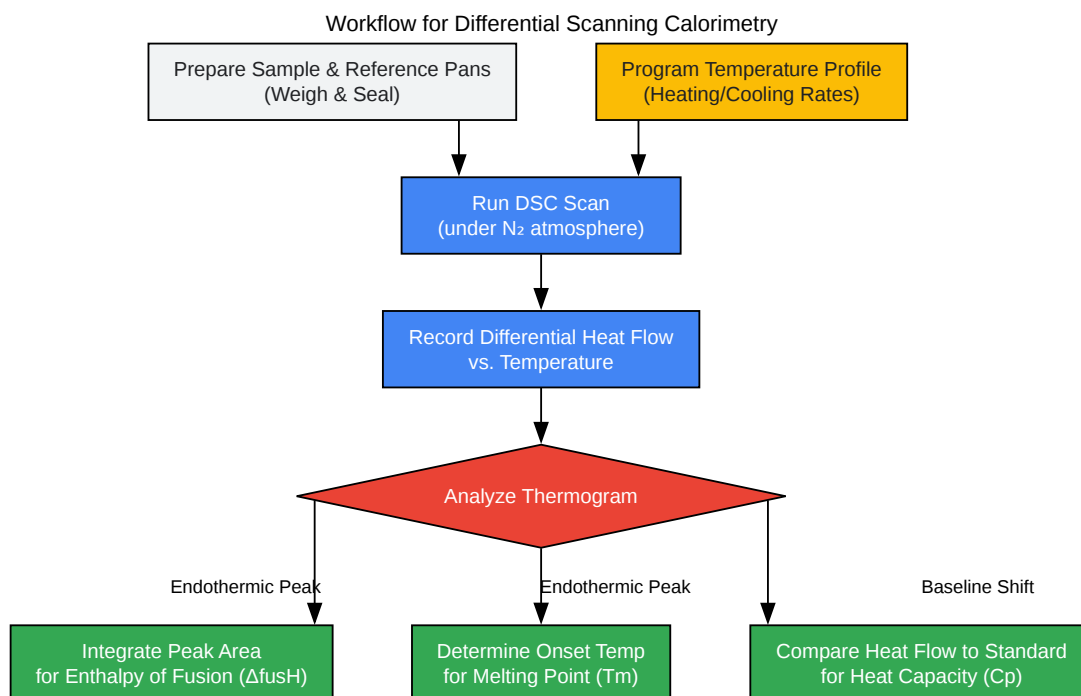 Workflow for Differential Scanning Calorimetry
Prepare Sample & Reference Pans
(Weigh & Seal)
Program Temperature Profile
(Heating/Cooling Rates)
Run DSC Scan
(under N₂ atmosphere)
Record Differential Heat Flow
vs. Temperature
Analyze Thermogram
Endothermic Peak
Endothermic Peak
Baseline Shift
Integrate Peak Area
for Enthalpy of Fusion (ΔfusH)
Determine Onset Temp
for Melting Point (Tm)
Compare Heat Flow to Standard
for Heat Capacity (Cp)